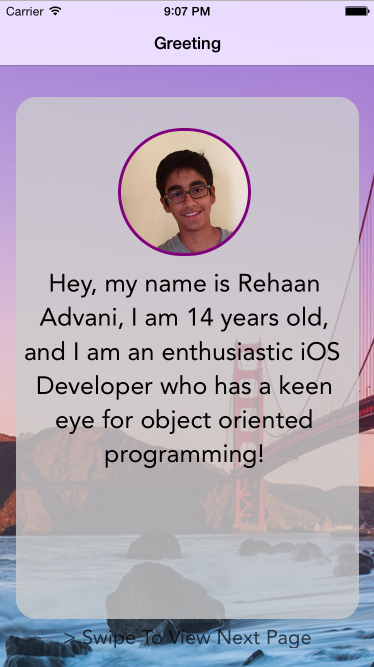 Carrier 9:07 PM
Greeting
Hey, my name is Rehaan
Advani, I am 14 years old,
and I am an enthusiastic iOS
Developer who has a keen
eye for object oriented
programming!
> Swipe To View Next Page